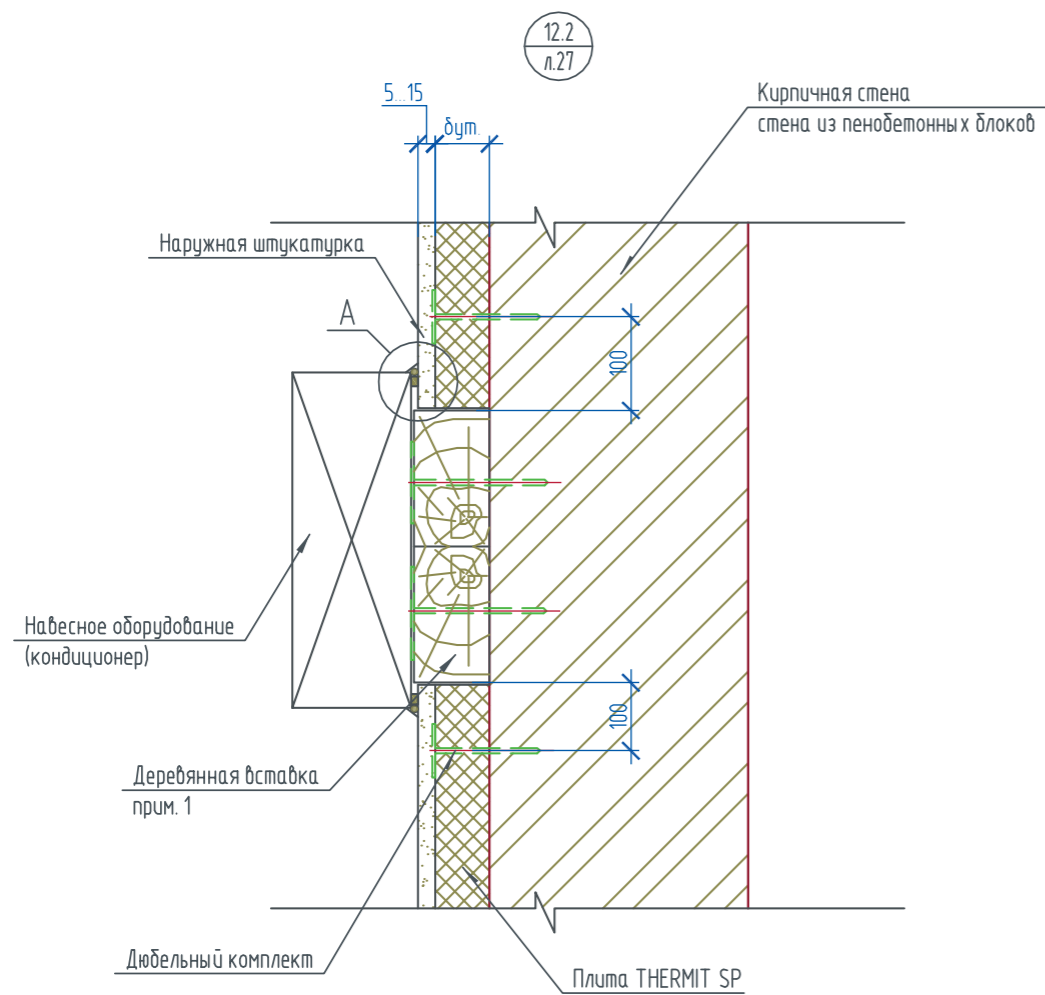 12.2
л.27
5...15
бут.
Кирпичная стена
стена из пенобетонных блоков
Наружная штукатурка
А
100
Навесное оборудование
(кондиционер)
100
Деревянная вставка
прим. 1
Дюбельный комплект
Плита THERMIT SP